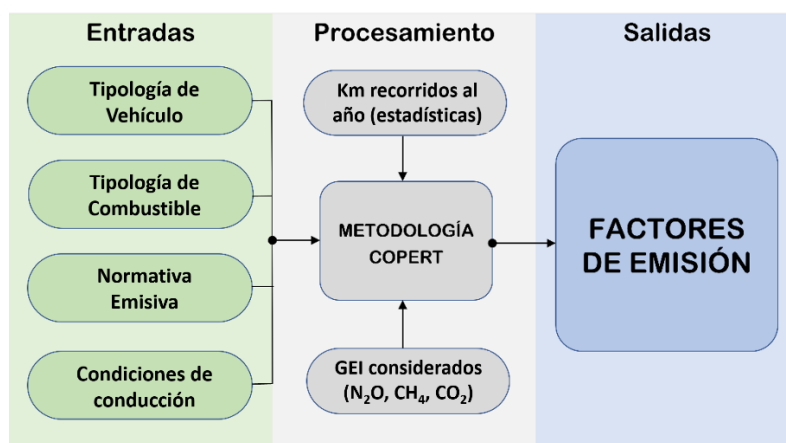 Entradas
Procesamiento
Salidas
Tipología de
Vehículo
Tipología de
Combustible
Normativa
Emisiva
Condiciones de
conducción
Km recorridos al
año (estadísticas)
METODOLOGÍA
COPERT
GEI considerados
(N₂O, CH₄, CO₂)
FACTORES
DE EMISIÓN